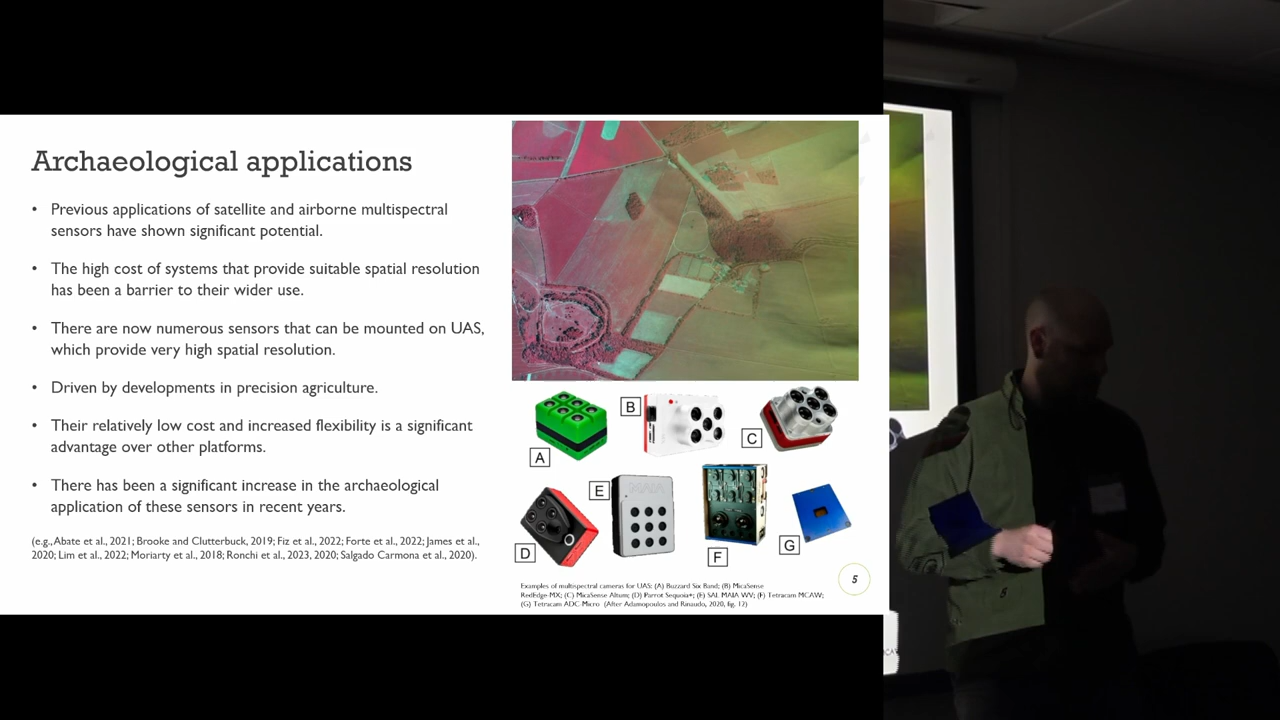 Archaeological applications
• Previous applications of satellite and airborne multispectral
sensors have shown significant potential.
• The high cost of systems that provide suitable spatial resolution
has been a barrier to their wider use.
• There are now numerous sensors that can be mounted on UAS,
which provide very high spatial resolution.
• Driven by developments in precision agriculture.
• Their relatively low cost and increased flexibility is a significant
advantage over other platforms.
• There has been a significant increase in the archaeological
application of these sensors in recent years.
(e.g., Abate et al., 2021; Brooke and Clutterbuck, 2019; Fiz et al., 2022; Forte et al., 2022; James et al.,
2020; Lim et al., 2022; Moriarty et al., 2018; Ronchi et al., 2023, 2020; Salgado Carmona et al., 2020).
A
B
C
D
E
MAIA
F
G
Examples of multispectral cameras for UAS: (A) Buzzard Six Band; (B) MicaSense
RedEdge-MX; (C) MicaSense Altum; (D) Parrot Sequoia+; (E) SAL MAIA WV; (F) Tetracam MCAW;
(G) Tetracam ADC Micro (After Adamopoulos and Rinaudo, 2020, fig. 12)
5